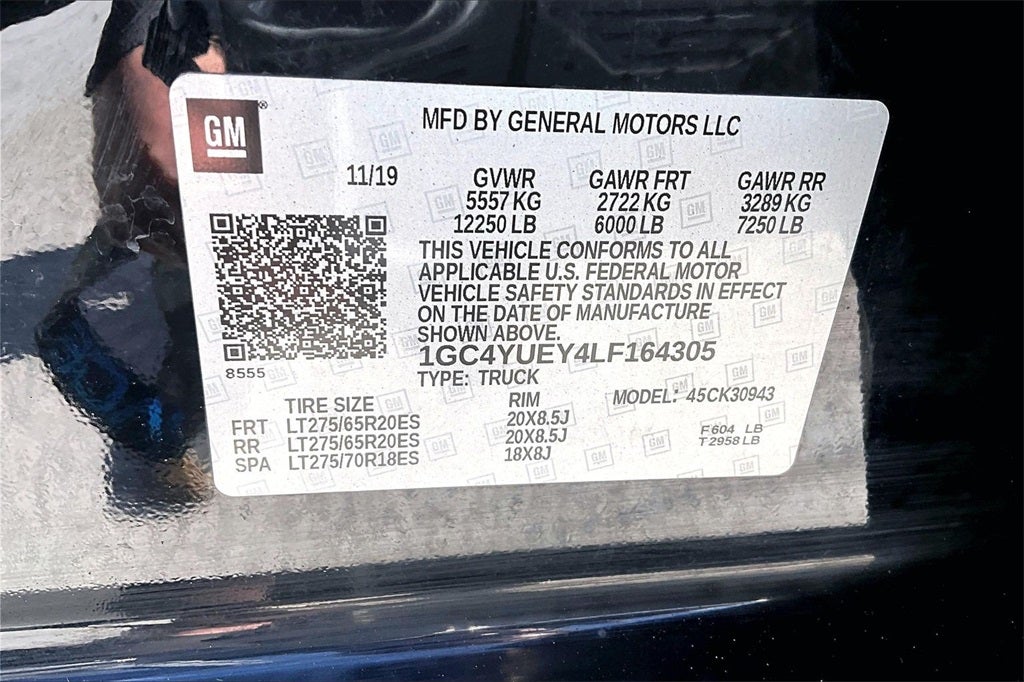 GM
®
MFD BY GENERAL MOTORS LLC
11/19 GVWR GAWR FRT GAWR RR
5557 KG 2722 KG 3289 KG
12250 LB 6000 LB 7250 LB
THIS VEHICLE CONFORMS TO ALL
APPLICABLE U.S. FEDERAL MOTOR
VEHICLE SAFETY STANDARDS IN EFFECT
ON THE DATE OF MANUFACTURE
SHOWN ABOVE.
1GC4YUEY4LF164305
8555
TYPE: TRUCK
TIRE SIZE RIM MODEL: 45CK30943
FRT LT275/65R20ES 20X8.5J
RR LT275/65R20ES 20X8.5J
SPA LT275/70R18ES 18X8J
F604 LB
T2958 LB